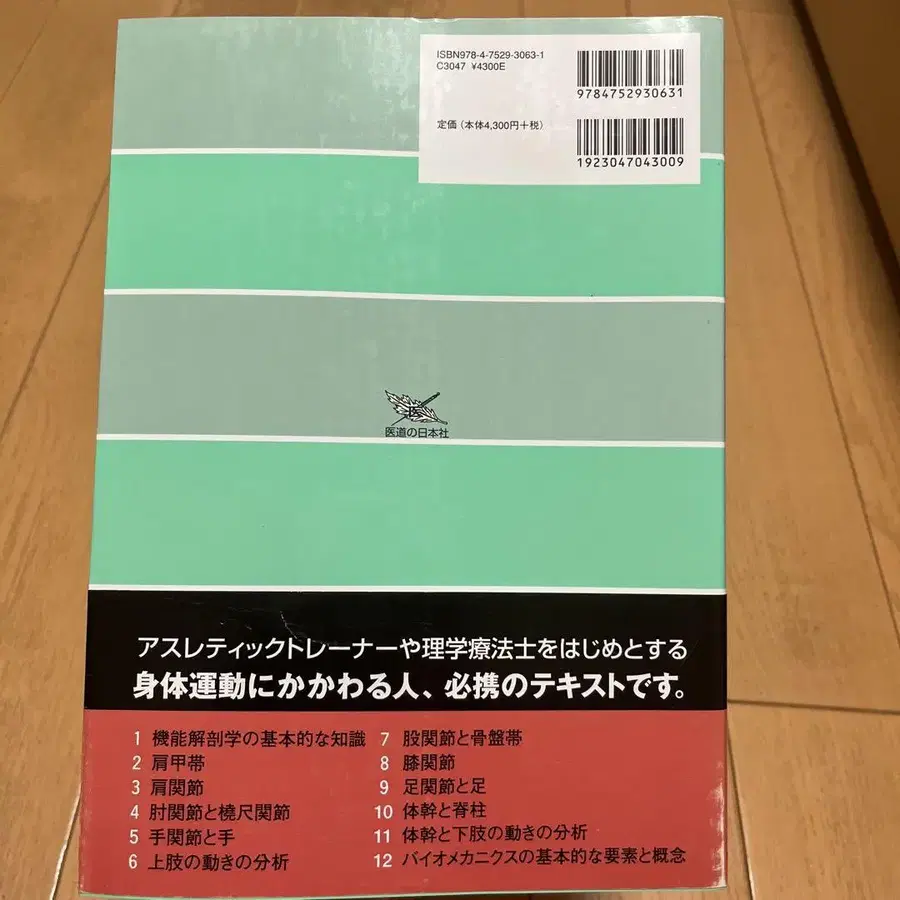 ISBN978-4-7529-3063-1
C3047 ¥4300E
9784752930631
定価(本体4,300円+税)
1923047043009
医
医道の日本社
アスレティックトレーナーや理学療法士をはじめとする
身体運動にかかわる人、必携のテキストです。
1 機能解剖学の基本的な知識
2 肩甲帯
3 肩関節
4 肘関節と橈尺関節
5 手関節と手
6 上肢の動きの分析
7 股関節と骨盤帯
8 膝関節
9 足関節と足
10 体幹と脊柱
11 体幹と下肢の動きの分析
12 バイオメカニクスの基本的な要素と概念